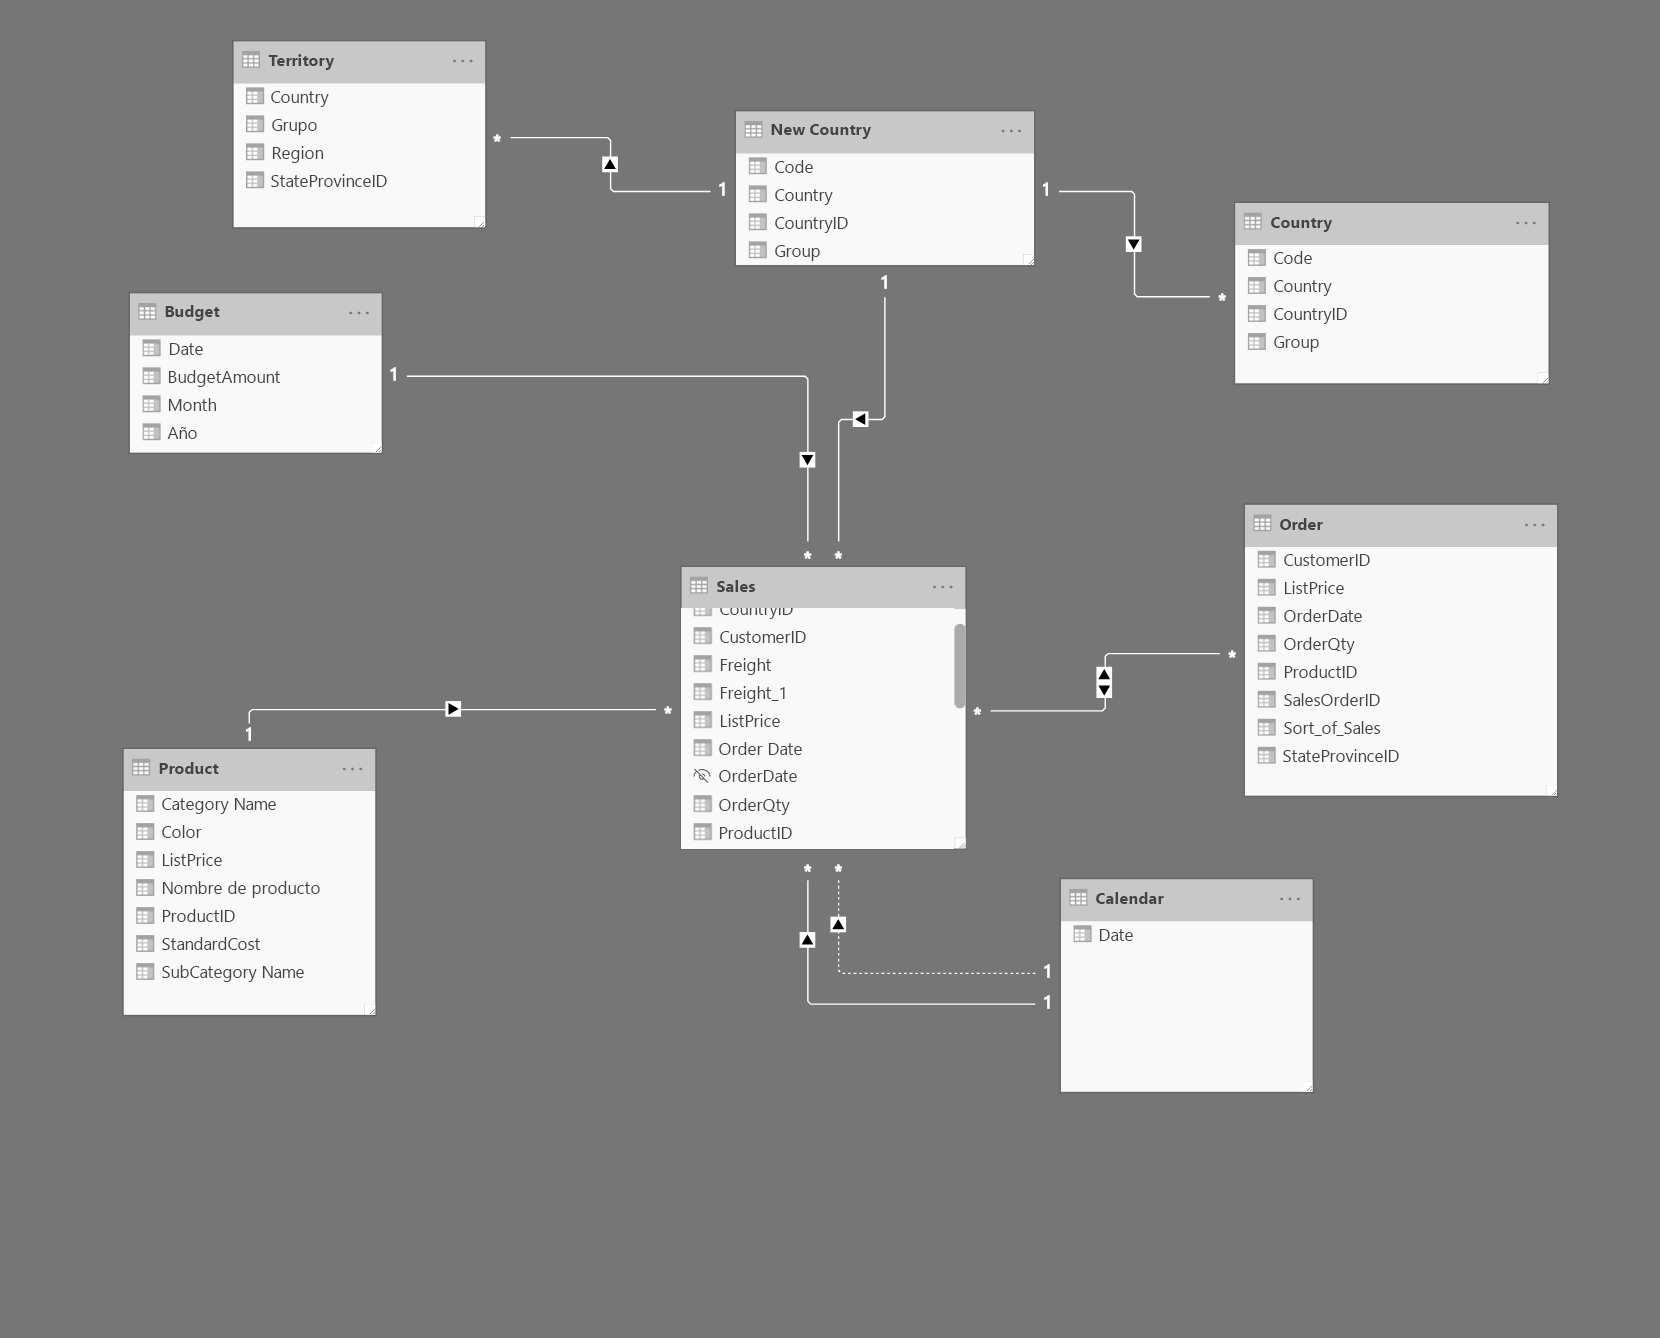 Territory
Country
Grupo
Region
StateProvinceID
*
1
New Country
Code
Country
CountryID
Group
1
1
*
Country
Code
Country
CountryID
Group
Budget
Date
BudgetAmount
Month
Año
1
*
*
Sales
CountryID
CustomerID
Freight
Freight_1
ListPrice
Order Date
OrderDate
OrderQty
ProductID
*
*
Order
CustomerID
ListPrice
OrderDate
OrderQty
ProductID
SalesOrderID
Sort_of_Sales
StateProvinceID
*
1
Product
Category Name
Color
ListPrice
Nombre de producto
ProductID
StandardCost
SubCategory Name
*
*
1
1
Calendar
Date